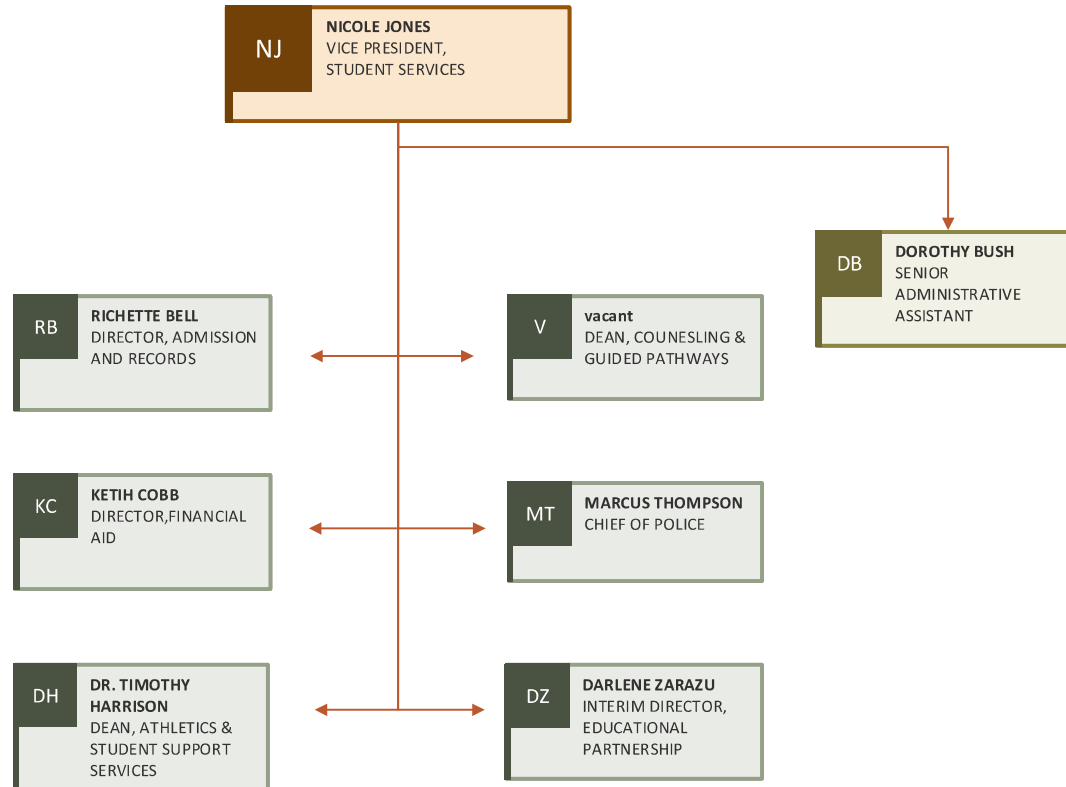 NJ
NICOLE JONES
VICE PRESIDENT,
STUDENT SERVICES
DB
DOROTHY BUSH
SENIOR
ADMINISTRATIVE
ASSISTANT
RB
RICHETTE BELL
DIRECTOR, ADMISSION
AND RECORDS
V
vacant
DEAN, COUNESLING &
GUIDED PATHWAYS
KC
KETIH COBB
DIRECTOR,FINANCIAL
AID
MT
MARCUS THOMPSON
CHIEF OF POLICE
DH
DR. TIMOTHY
HARRISON
DEAN, ATHLETICS &
STUDENT SUPPORT
SERVICES
DZ
DARLENE ZARAZU
INTERIM DIRECTOR,
EDUCATIONAL
PARTNERSHIP